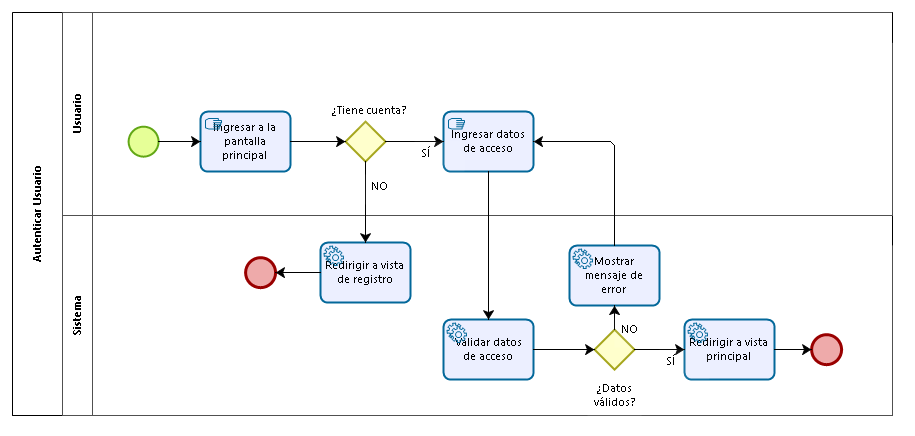 Autenticar Usuario
Usuario
¿Tiene cuenta?
Ingresar a la
pantalla
principal
Ingresar datos
de acceso
SÍ
NO
Sistema
Redirigir a vista
de registro
Mostrar
mensaje de
error
NO
Validar datos
de acceso
Redirigir a vista
principal
SÍ
¿Datos
válidos?